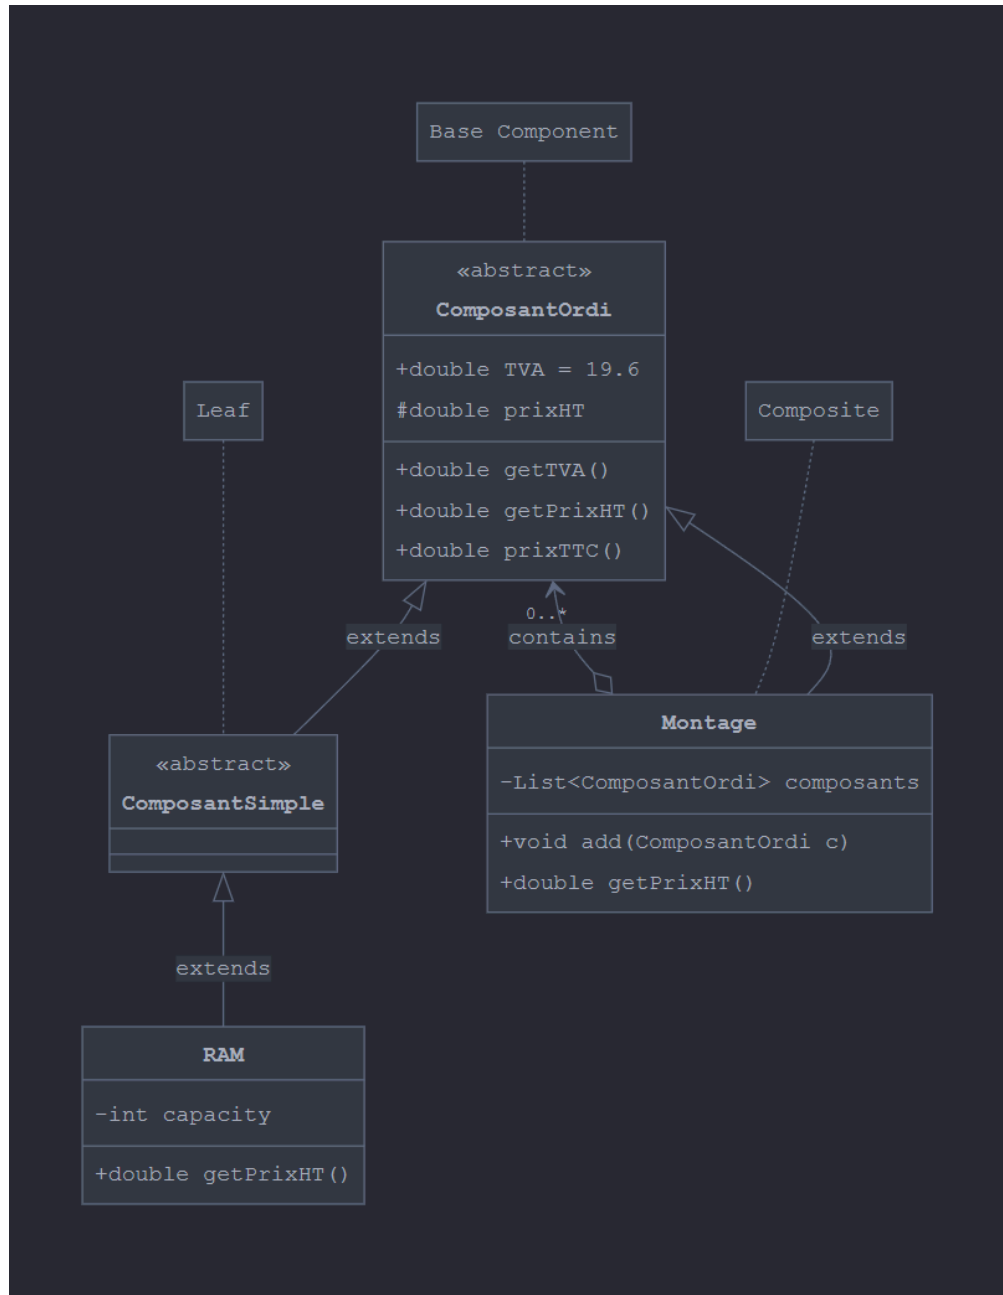 Base Component
«abstract»
ComposantOrdi
+double TVA = 19.6
#double prixHT
+double getTVA()
+double getPrixHT()
+double prixTTC()
Leaf
Composite
extends
0..*
contains
extends
«abstract»
ComposantSimple
Montage
-List<ComposantOrdi> composants
+void add(ComposantOrdi c)
+double getPrixHT()
extends
RAM
-int capacity
+double getPrixHT()